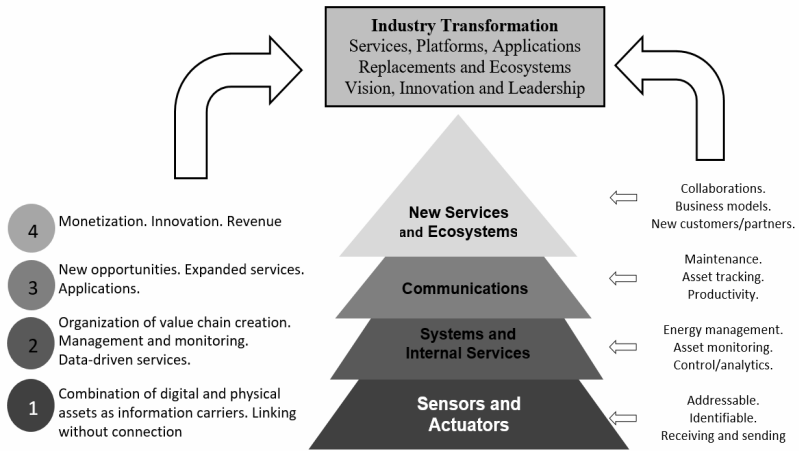 Industry Transformation
Services, Platforms, Applications
Replacements and Ecosystems
Vision, Innovation and Leadership
4
Monetization. Innovation. Revenue
New Services
and Ecosystems
Collaborations.
Business models.
New customers/partners.
3
New opportunities. Expanded services.
Applications.
Communications
Maintenance.
Asset tracking.
Productivity.
2
Organization of value chain creation.
Management and monitoring.
Data-driven services.
Systems and
Internal Services
Energy management.
Asset monitoring.
Control/analytics.
1
Combination of digital and physical
assets as information carriers. Linking
without connection
Sensors and
Actuators
Addressable.
Identifiable.
Receiving and sending